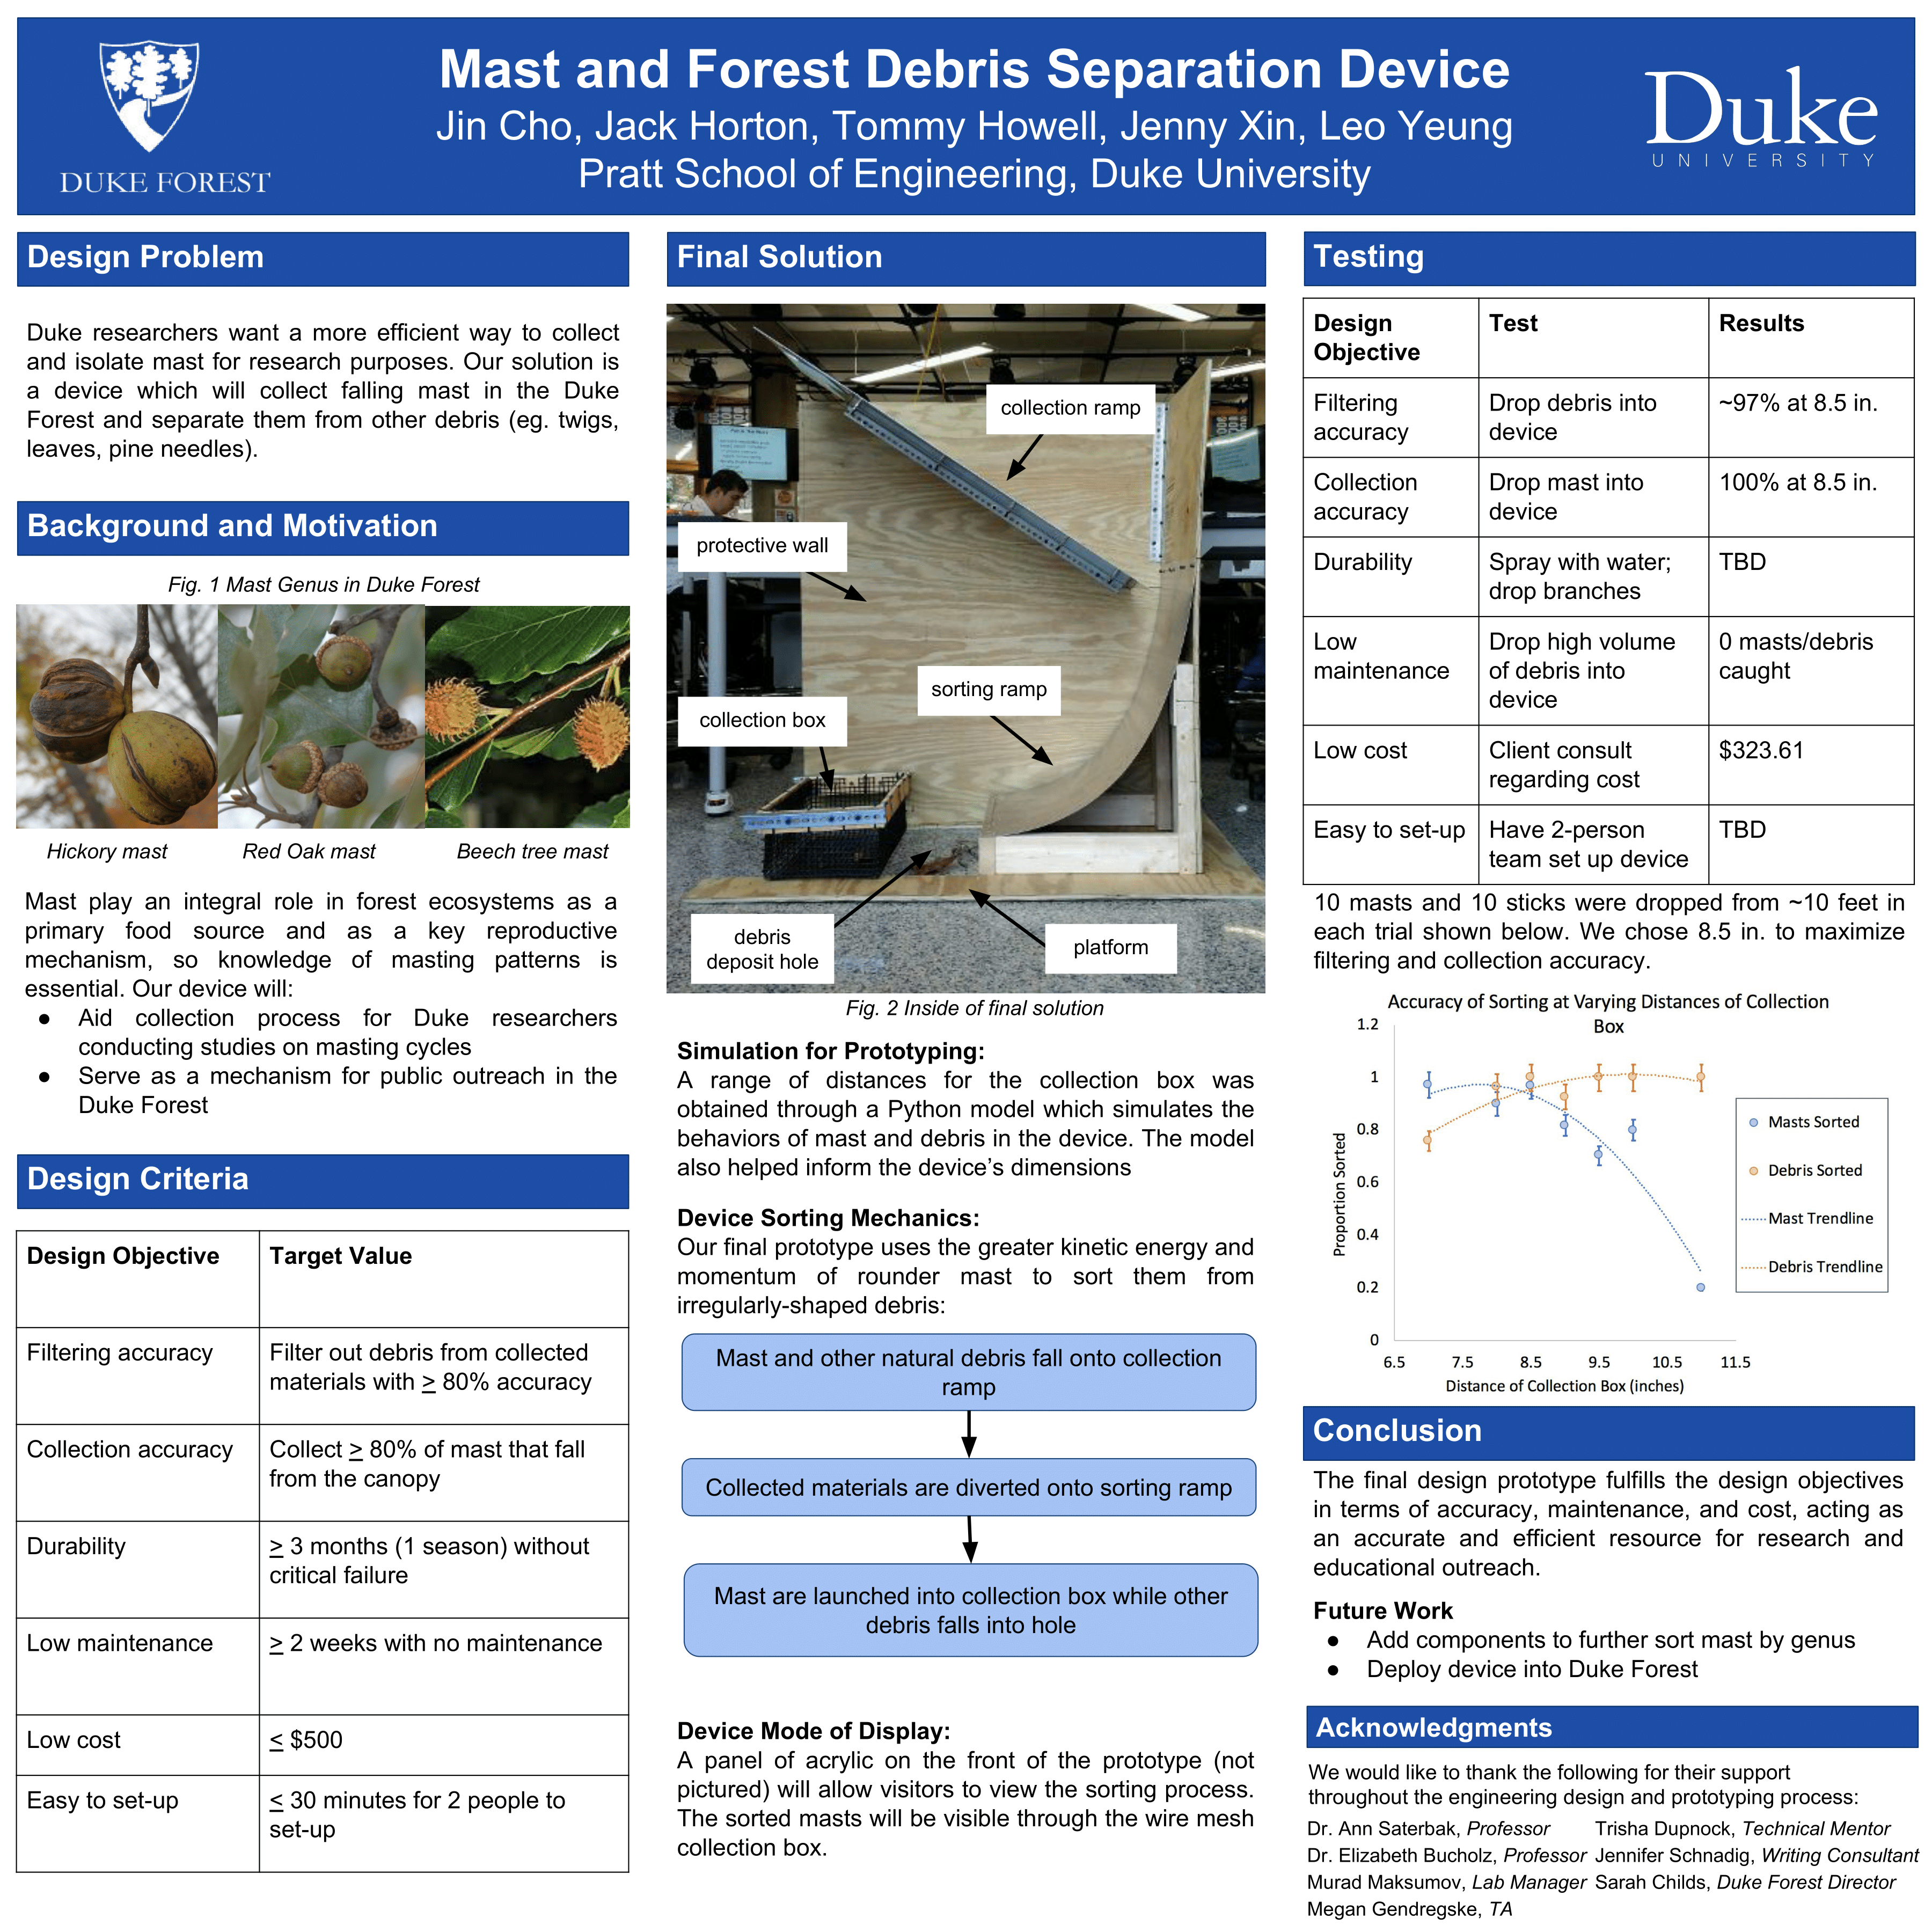 DUKE FOREST
Mast and Forest Debris Separation Device
Jin Cho, Jack Horton, Tommy Howell, Jenny Xin, Leo Yeung
Pratt School of Engineering, Duke University
Duke
UNIVERSITY
Design Problem
Duke researchers want a more efficient way to collect
and isolate mast for research purposes. Our solution is
a device which will collect falling mast in the Duke
Forest and separate them from other debris (eg. twigs,
leaves, pine needles).
Background and Motivation
Fig. 1 Mast Genus in Duke Forest
Hickory mast
Red Oak mast
Beech tree mast
Mast play an integral role in forest ecosystems as a
primary food source and as a key reproductive
mechanism, so knowledge of masting patterns is
essential. Our device will:
● Aid collection process for Duke researchers
conducting studies on masting cycles
● Serve as a mechanism for public outreach in the
Duke Forest
Design Criteria
Design Objective
Target Value
Filtering accuracy
Filter out debris from collected
materials with ≥ 80% accuracy
Collection accuracy
Collect ≥ 80% of mast that fall
from the canopy
Durability
≥ 3 months (1 season) without
critical failure
Low maintenance
≥ 2 weeks with no maintenance
Low cost
≤ $500
Easy to set-up
≤ 30 minutes for 2 people to
set-up
Final Solution
collection ramp
protective wall
sorting ramp
collection box
debris
deposit hole
platform
Fig. 2 Inside of final solution
Simulation for Prototyping:
A range of distances for the collection box was
obtained through a Python model which simulates the
behaviors of mast and debris in the device. The model
also helped inform the device's dimensions
Device Sorting Mechanics:
Our final prototype uses the greater kinetic energy and
momentum of rounder mast to sort them from
irregularly-shaped debris:
Mast and other natural debris fall onto collection
ramp
Collected materials are diverted onto sorting ramp
Mast are launched into collection box while other
debris falls into hole
Device Mode of Display:
A panel of acrylic on the front of the prototype (not
pictured) will allow visitors to view the sorting process.
The sorted masts will be visible through the wire mesh
collection box.
Testing
Design
Objective
Test
Results
Filtering
accuracy
Drop debris into
device
~97% at 8.5 in.
Collection
accuracy
Drop mast into
device
100% at 8.5 in.
Durability
Spray with water;
drop branches
TBD
Low
maintenance
Drop high volume
of debris into
device
0 masts/debris
caught
Low cost
Client consult
regarding cost
$323.61
Easy to set-up
Have 2-person
team set up device
TBD
10 masts and 10 sticks were dropped from ~10 feet in
each trial shown below. We chose 8.5 in. to maximize
filtering and collection accuracy.
Accuracy of Sorting at Varying Distances of Collection
Box
1.2
1
0.8
0.6
0.4
0.2
0
Proportion Sorted
6.5 7.5 8.5 9.5 10.5 11.5
Distance of Collection Box (inches)
Masts Sorted
Debris Sorted
Mast Trendline
Debris Trendline
Conclusion
The final design prototype fulfills the design objectives
in terms of accuracy, maintenance, and cost, acting as
an accurate and efficient resource for research and
educational outreach.
Future Work
● Add components to further sort mast by genus
● Deploy device into Duke Forest
Acknowledgments
We would like to thank the following for their support
throughout the engineering design and prototyping process:
Dr. Ann Saterbak, Professor Trisha Dupnock, Technical Mentor
Dr. Elizabeth Bucholz, Professor Jennifer Schnadig, Writing Consultant
Murad Maksumov, Lab Manager Sarah Childs, Duke Forest Director
Megan Gendregske, TA